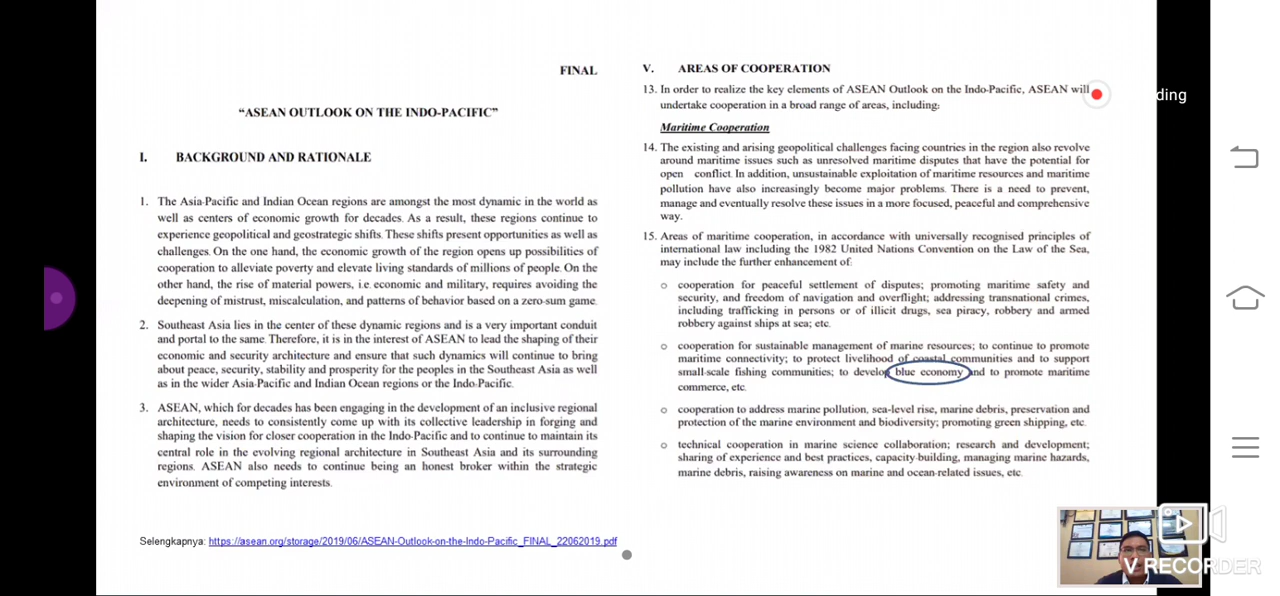 FINAL
“ASEAN OUTLOOK ON THE INDO-PACIFIC”
I. BACKGROUND AND RATIONALE
1. The Asia-Pacific and Indian Ocean regions are amongst the most dynamic in the world as
well as centers of economic growth for decades. As a result, these regions continue to
experience geopolitical and geostrategic shifts. These shifts present opportunities as well as
challenges. On the one hand, the economic growth of the region opens up possibilities of
cooperation to alleviate poverty and elevate living standards of millions of people. On the
other hand, the rise of material powers, i.e. economic and military, requires avoiding the
deepening of mistrust, miscalculation, and patterns of behavior based on a zero-sum game.
2. Southeast Asia lies in the center of these dynamic regions and is a very important conduit
and portal to the same. Therefore, it is in the interest of ASEAN to lead the shaping of their
economic and security architecture and ensure that such dynamics will continue to bring
about peace, security, stability and prosperity for the peoples in the Southeast Asia as well
as in the wider Asia-Pacific and Indian Ocean regions or the Indo-Pacific.
3. ASEAN, which for decades has been engaging in the development of an inclusive regional
architecture, needs to consistently come up with its collective leadership in forging and
shaping the vision for closer cooperation in the Indo-Pacific and to continue to maintain its
central role in the evolving regional architecture in Southeast Asia and its surrounding
regions. ASEAN also needs to continue being an honest broker within the strategic
environment of competing interests.
Selengkapnya: https://asean.org/storage/2019/06/ASEAN-Outlook-on-the-Indo-Pacific_FINAL_22062019.pdf
V. AREAS OF COOPERATION
13. In order to realize the key elements of ASEAN Outlook on the Indo-Pacific, ASEAN will
undertake cooperation in a broad range of areas, including:
Maritime Cooperation
14. The existing and arising geopolitical challenges facing countries in the region also revolve
around maritime issues such as unresolved maritime disputes that have the potential for
open conflict. In addition, unsustainable exploitation of maritime resources and maritime
pollution have also increasingly become major problems. There is a need to prevent,
manage and eventually resolve these issues in a more focused, peaceful and comprehensive
way.
15. Areas of maritime cooperation, in accordance with universally recognised principles of
international law including the 1982 United Nations Convention on the Law of the Sea,
may include the further enhancement of:
o cooperation for peaceful settlement of disputes; promoting maritime safety and
security, and freedom of navigation and overflight; addressing transnational crimes,
including trafficking in persons or of illicit drugs, sea piracy, robbery and armed
robbery against ships at sea; etc.
o cooperation for sustainable management of marine resources; to continue to promote
maritime connectivity; to protect livelihood of coastal communities and to support
small-scale fishing communities; to develop blue economy and to promote maritime
commerce, etc.
o cooperation to address marine pollution, sea-level rise, marine debris, preservation and
protection of the marine environment and biodiversity; promoting green shipping, etc.
o technical cooperation in marine science collaboration; research and development;
sharing of experience and best practices, capacity-building, managing marine hazards,
marine debris, raising awareness on marine and ocean-related issues, etc.
ding
V RECORDER